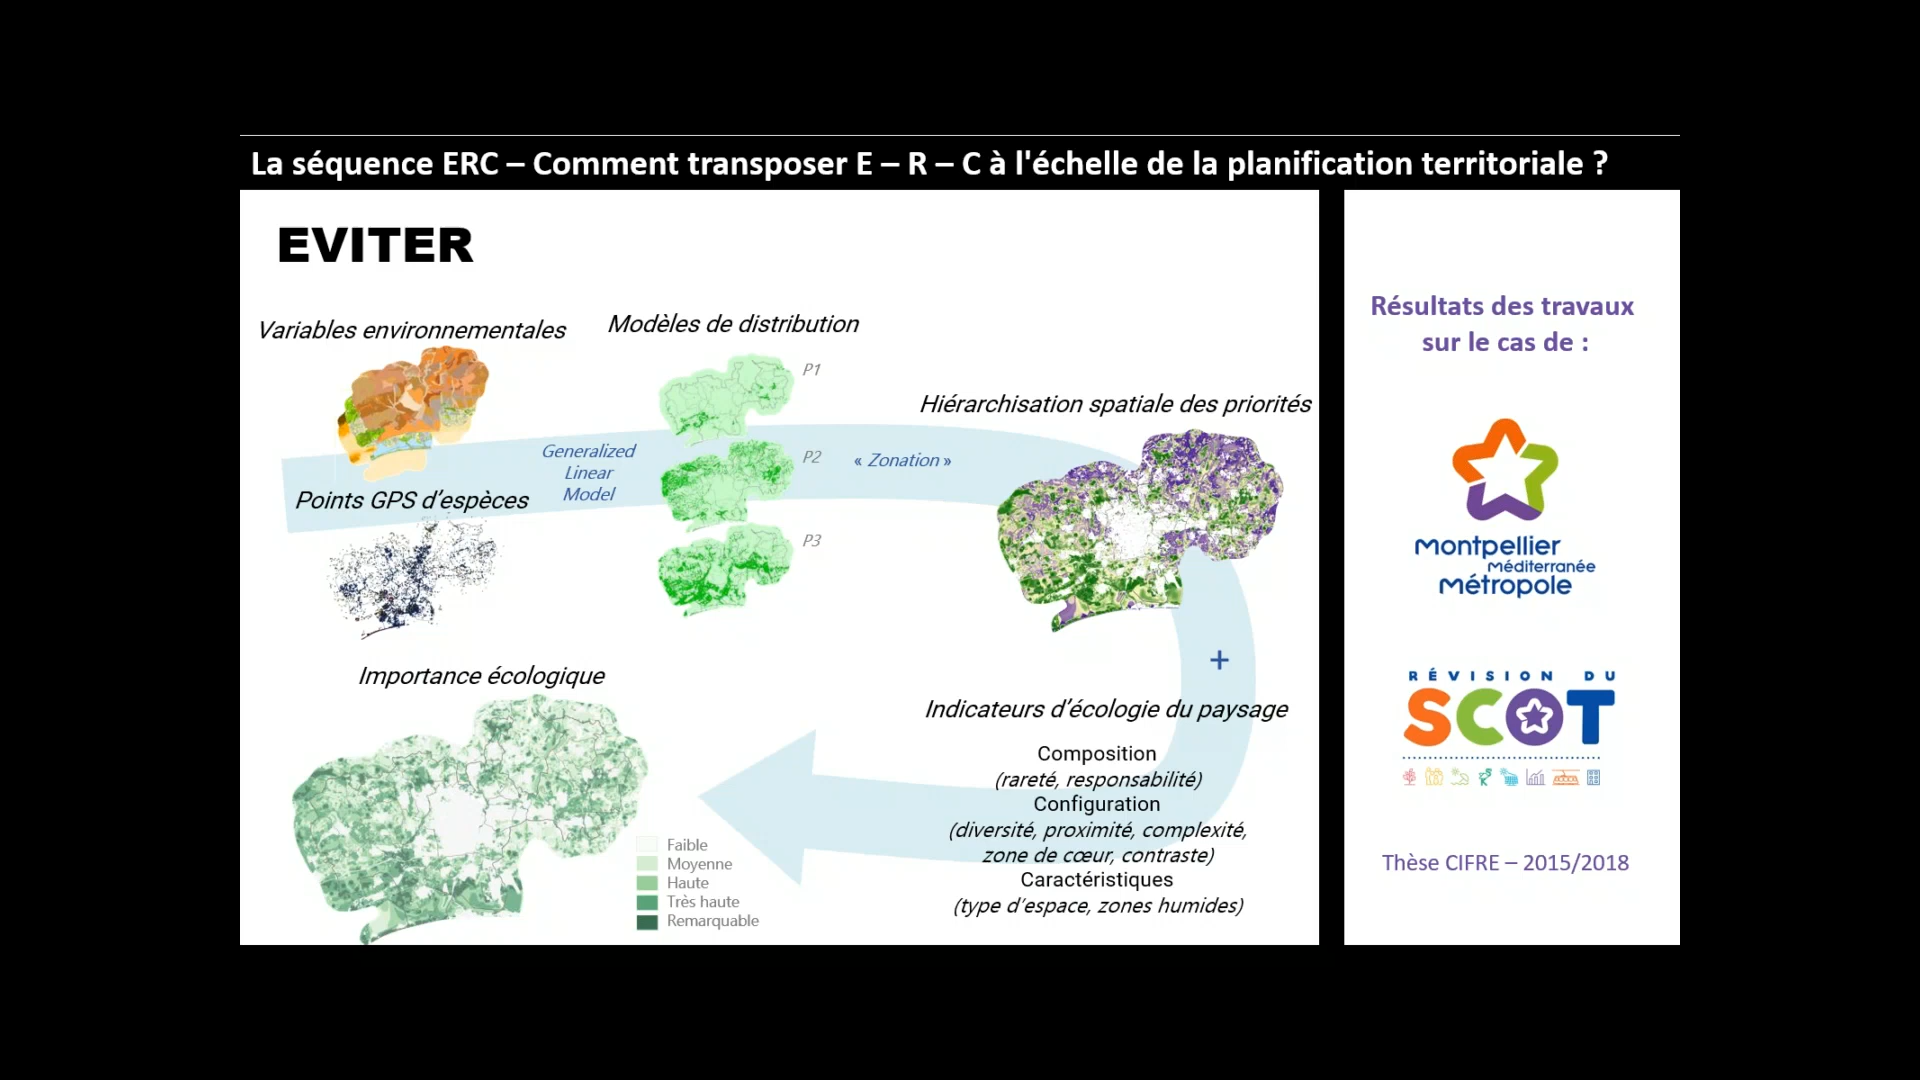 La séquence ERC – Comment transposer E – R – C à l'échelle de la planification territoriale ?
EVITER
Variables environnementales
Modèles de distribution
P1
Hiérarchisation spatiale des priorités
Generalized
Linear
Model
P2
« Zonation »
Points GPS d’espèces
P3
+
Importance écologique
Indicateurs d’écologie du paysage
Composition
(rareté, responsabilité)
Configuration
(diversité, proximité, complexité,
zone de cœur, contraste)
Caractéristiques
(type d’espace, zones humides)
Faible
Moyenne
Haute
Très haute
Remarquable
Résultats des travaux
sur le cas de :
montpellier
méditerranée
métropole
RÉVISION DU
SCOT
Thèse CIFRE – 2015/2018